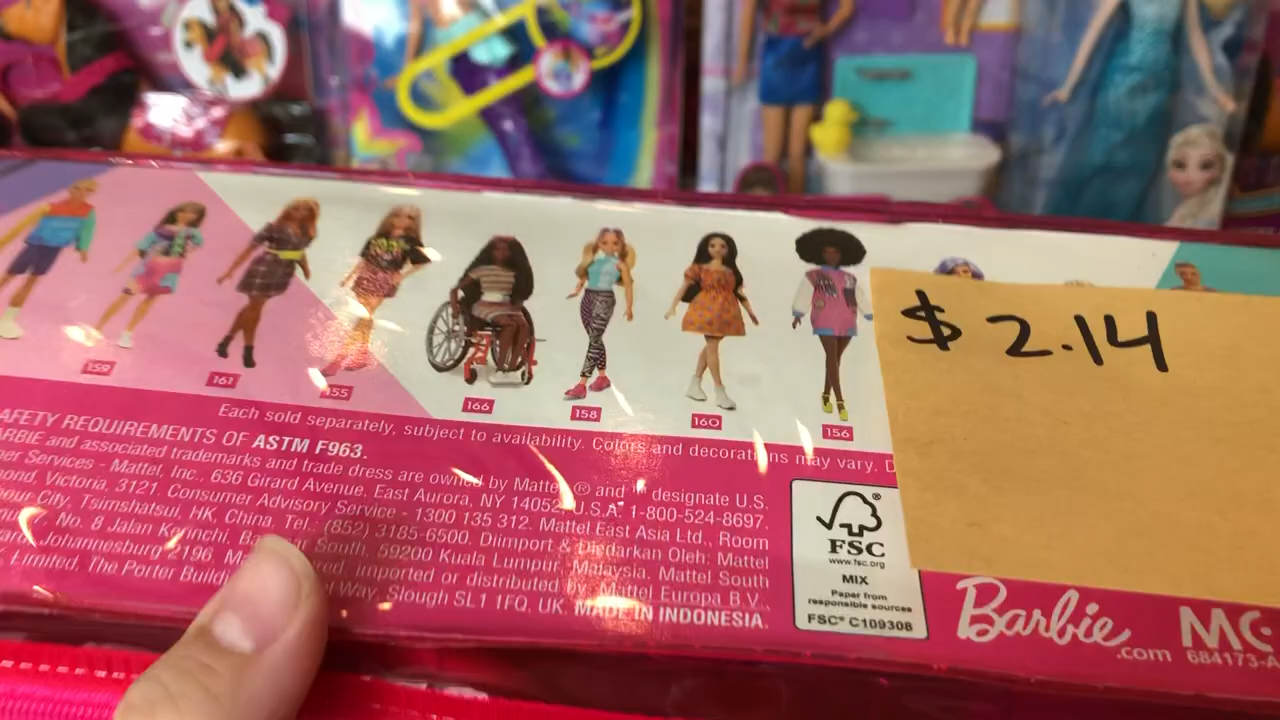 $ 2.14
159
161
155
166
158
160
156
Each sold separately, subject to availability. Colors and decorations may vary. D
AFETY REQUIREMENTS OF ASTM F963.
ARBIE and associated trademarks and trade dress are owned by Mattel ® and ™ designate U.S.
er Services - Mattel, Inc., 636 Girard Avenue, East Aurora, NY 14052, U.S.A. 1-800-524-8697.
ond, Victoria, 3121. Consumer Advisory Service - 1300 135 312. Mattel East Asia Ltd., Room
our City, Tsimshatsui, HK, China. Tel.: (852) 3185-6500. Diimport & Diedarkan Oleh: Mattel
No. 8 Jalan Kerinchi, South, 59200 Kuala Lumpur, Malaysia. Mattel South
Johannesburg 2196. imported or distributed by Mattel Europa B.V.,
Limited, The Porter Way, Slough SL1 1FQ, UK. MADE IN INDONESIA.
FSC®
www.fsc.org
MIX
Paper from
responsible sources
FSC® C109308
Barbie
.com
684173-A